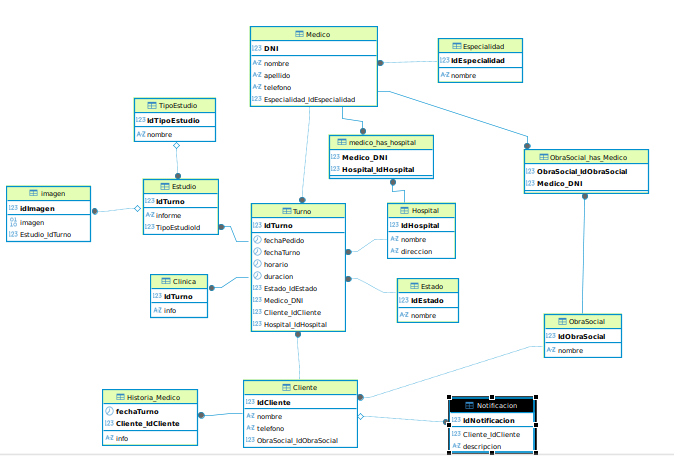 Medico
123 DNI
A-Z nombre
A-Z apellido
A-Z telefono
123 Especialidad_IdEspecialidad
Especialidad
123 IdEspecialidad
A-Z nombre
TipoEstudio
123 IdTipoEstudio
A-Z nombre
medico_has_hospital
123 Medico_DNI
123 Hospital_IdHospital
ObraSocial_has_Medico
123 ObraSocial_IdObraSocial
123 Medico_DNI
imagen
123 idImagen
imagen
123 Estudio_IdTurno
Estudio
123 IdTurno
A-Z informe
123 TipoEstudioId
Turno
123 IdTurno
fechaPedido
fechaTurno
horario
duracion
123 Estado_IdEstado
123 Medico_DNI
123 Cliente_IdCliente
123 Hospital_IdHospital
Hospital
123 IdHospital
A-Z nombre
A-Z direccion
Clinica
123 IdTurno
A-Z info
Estado
123 IdEstado
A-Z nombre
ObraSocial
123 IdObraSocial
A-Z nombre
Historia_Medico
fechaTurno
123 Cliente_IdCliente
A-Z info
Cliente
123 IdCliente
A-Z nombre
A-Z telefono
123 ObraSocial_IdObraSocial
Notificacion
123 IdNotificacion
123 Cliente_IdCliente
A-Z descripcion